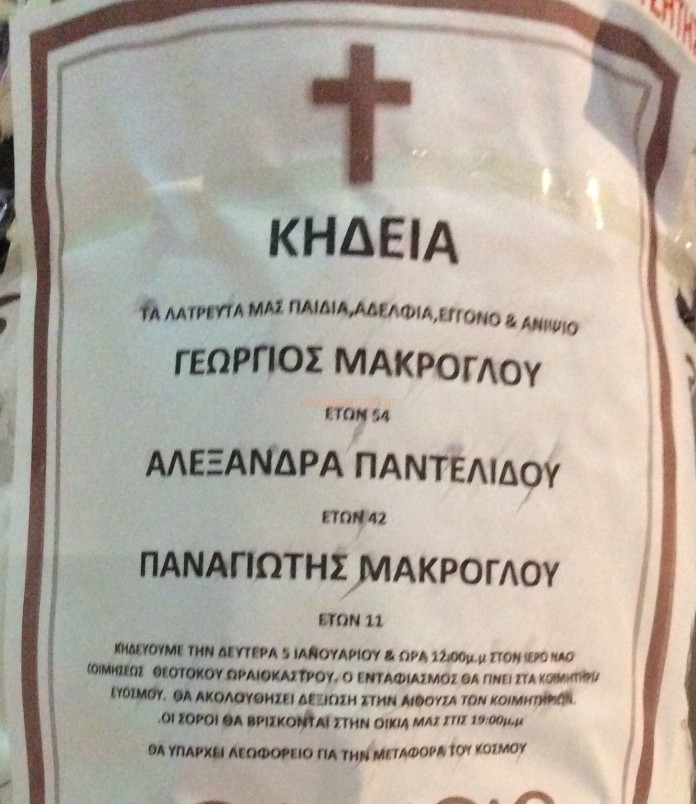 ΚΗΔΕΙΑ
ΤΑ ΛΑΤΡΕΥΤΑ ΜΑΣ ΠΑΙΔΙΑ,ΑΔΕΛΦΙΑ,ΕΓΓΟΝΟ & ΑΝΙΨΙΟ
ΓΕΩΡΓΙΟΣ ΜΑΚΡΟΓΛΟΥ
ΕΤΩΝ 54
ΑΛΕΞΑΝΔΡΑ ΠΑΝΤΕΛΙΔΟΥ
ΕΤΩΝ 42
ΠΑΝΑΓΙΩΤΗΣ ΜΑΚΡΟΓΛΟΥ
ΕΤΩΝ 11
ΚΗΔΕΥΟΥΜΕ ΤΗΝ ΔΕΥΤΕΡΑ 5 ΙΑΝΟΥΑΡΙΟΥ & ΩΡΑ 12:00μ.μ ΣΤΟΝ ΙΕΡΟ ΝΑΟ
ΚΟΙΜΗΣΕΩΣ ΘΕΟΤΟΚΟΥ ΩΡΑΙΟΚΑΣΤΡΟΥ. Ο ΕΝΤΑΦΙΑΣΜΟΣ ΘΑ ΓΙΝΕΙ ΣΤΑ ΚΟΙΜΗΤΗΡΙΑ
ΕΥΟΣΜΟΥ. ΘΑ ΑΚΟΛΟΥΘΗΣΕΙ ΔΕΞΙΩΣΗ ΣΤΗΝ ΑΙΘΟΥΣΑ ΤΩΝ ΚΟΙΜΗΤΗΡΙΩΝ.
.ΟΙ ΣΟΡΟΙ ΘΑ ΒΡΙΣΚΟΝΤΑΙ ΣΤΗΝ ΟΙΚΙΑ ΜΑΣ ΣΤΙΣ 19:00μ.μ
ΘΑ ΥΠΑΡΧΕΙ ΛΕΩΦΟΡΕΙΟ ΓΙΑ ΤΗΝ ΜΕΤΑΦΟΡΑ ΤΟΥ ΚΟΣΜΟΥ